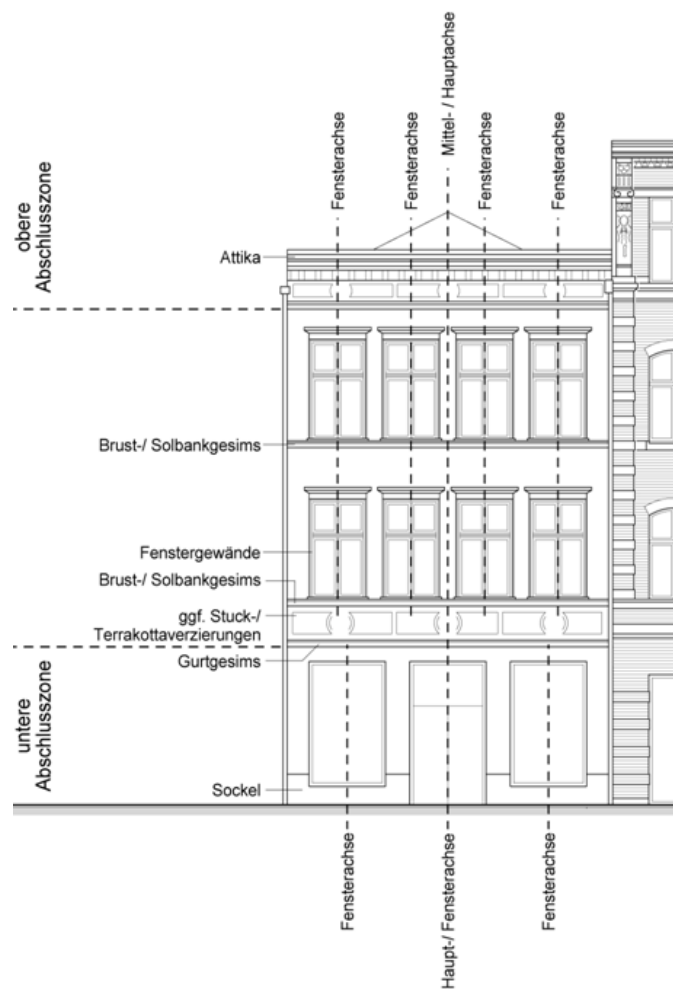 Fensterachse
Fensterachse
Mittel- / Hauptachse
Fensterachse
Fensterachse
obere
Abschlusszone
Attika
Brust-/ Solbankgesims
Fenstergewände
Brust-/ Solbankgesims
ggf. Stuck-/
Terrakottaverzierungen
Gurtgesims
untere
Abschlusszone
Sockel
Fensterachse
Haupt-/ Fensterachse
Fensterachse